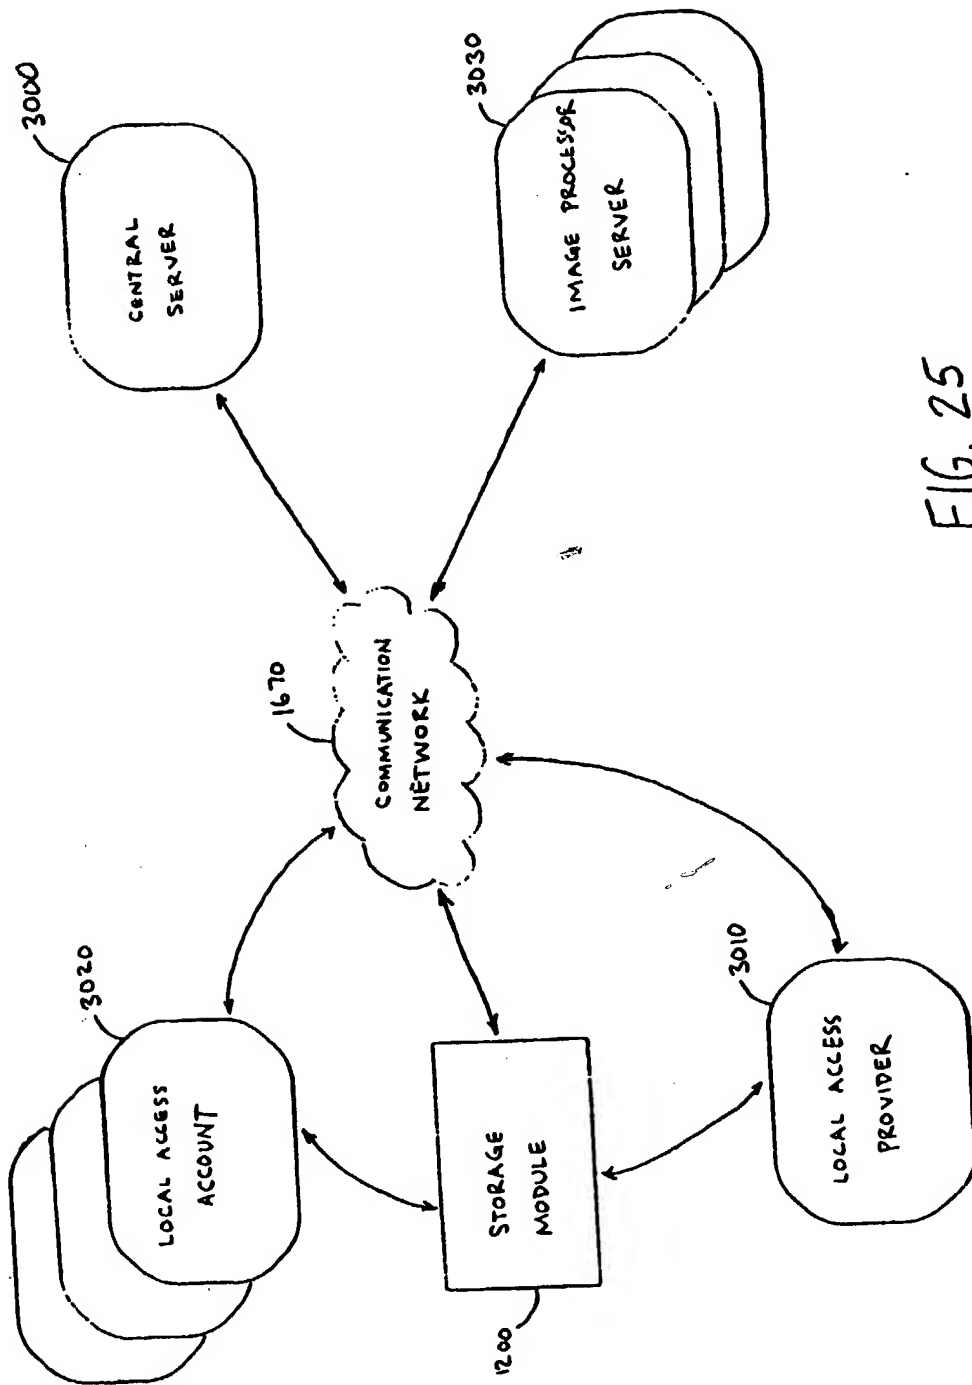 3020
LOCAL ACCESS
ACCOUNT
1200
STORAGE
MODULE
3010
LOCAL ACCESS
PROVIDER
1670
COMMUNICATION
NETWORK
3000
CENTRAL
SERVER
3030
IMAGE PROCESSOR
SERVER
FIG. 25